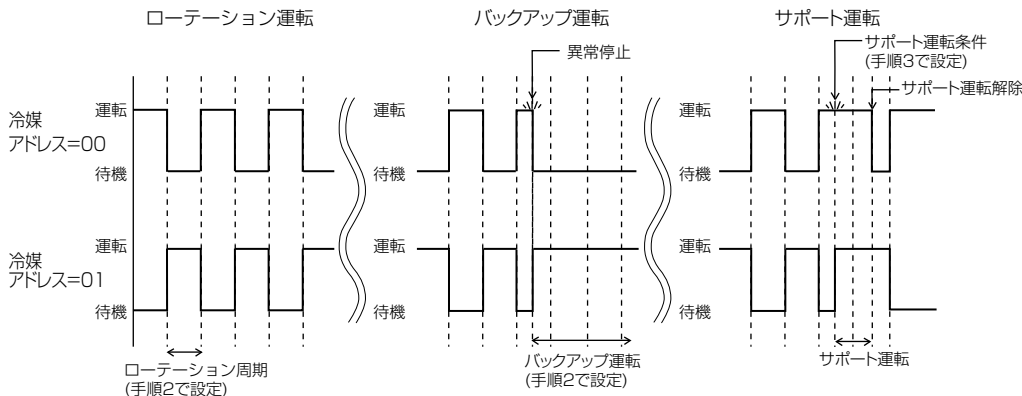 ローテーション運転
バックアップ運転
サポート運転
異常停止
サポート運転条件
(手順3で設定)
サポート運転解除
冷媒
アドレス=00
運転
待機
運転
待機
運転
待機
冷媒
アドレス=01
運転
待機
運転
待機
運転
待機
ローテーション周期
(手順2で設定)
バックアップ運転
(手順2で設定)
サポート運転